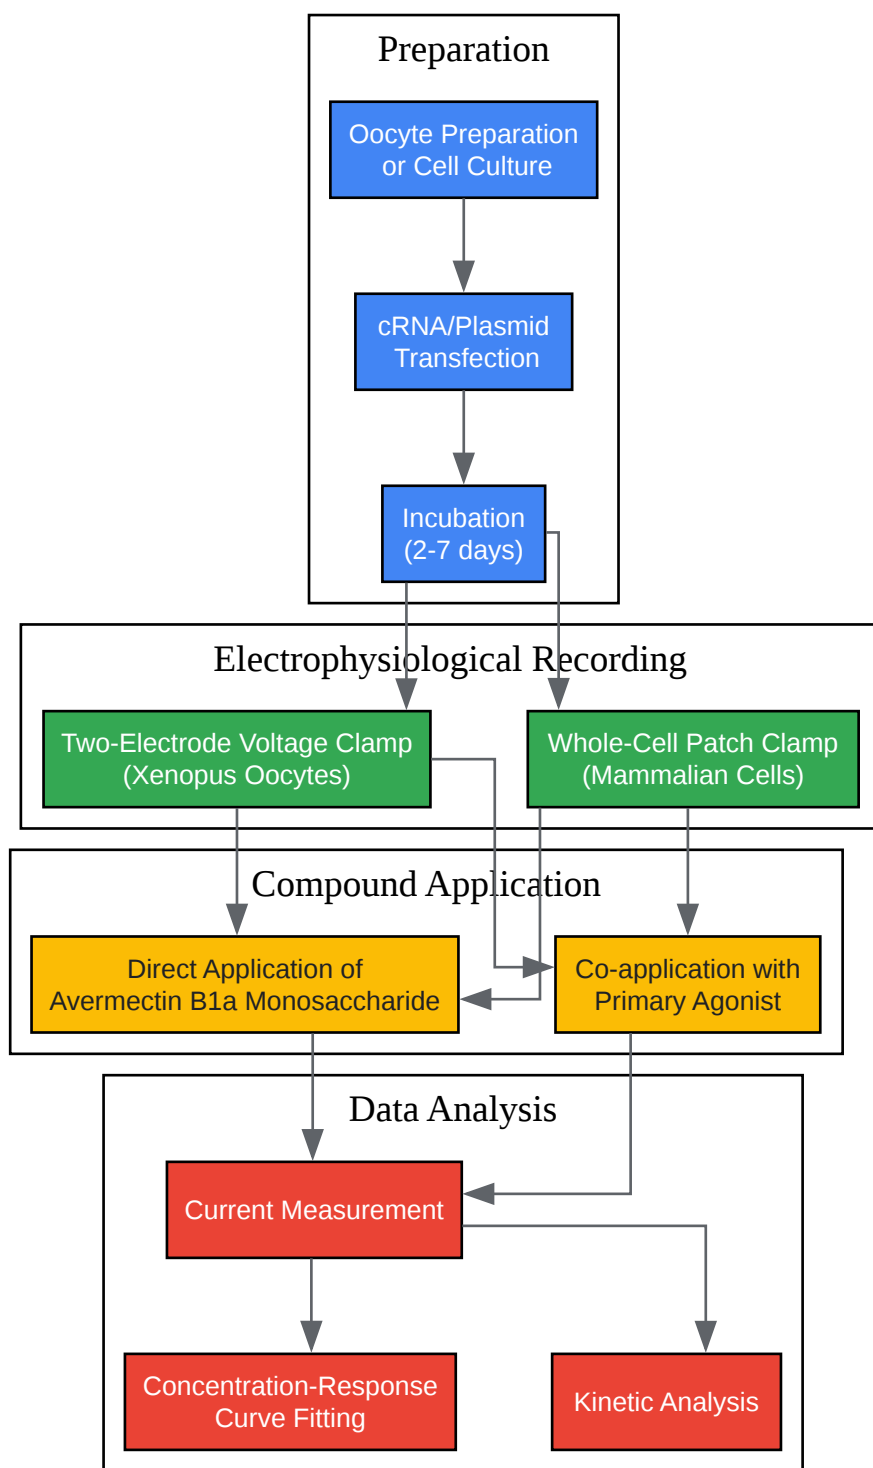 Preparation
Oocyte Preparation
or Cell Culture
cRNA/Plasmid
Transfection
Incubation
(2-7 days)
Electrophysiological Recording
Two-Electrode Voltage Clamp
(Xenopus Oocytes)
Whole-Cell Patch Clamp
(Mammalian Cells)
Compound Application
Direct Application of
Avermectin B1a Monosaccharide
Co-application with
Primary Agonist
Data Analysis
Current Measurement
Concentration-Response
Curve Fitting
Kinetic Analysis